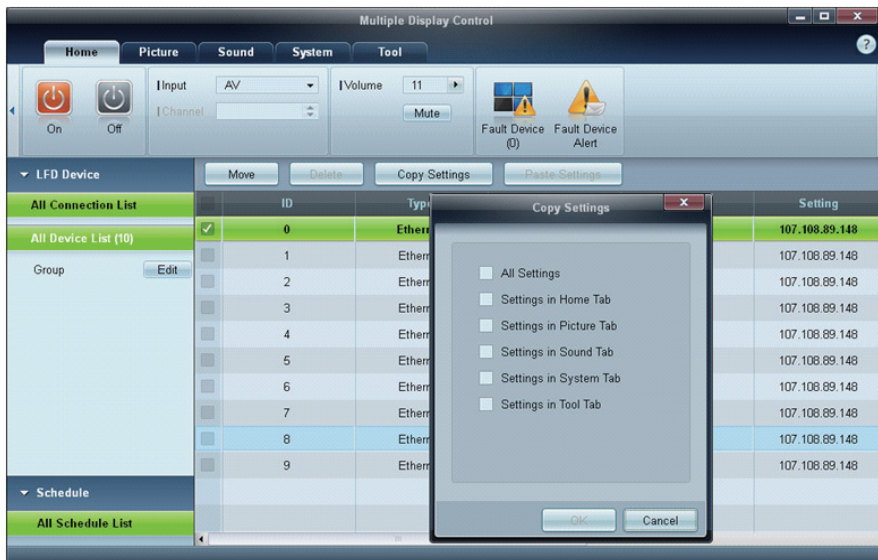 Multiple Display Control
Home Picture Sound System Tool
?
Input AV
Volume 11
Channel
Mute
On Off
Fault Device (0)
Fault Device Alert
LFD Device
Move Delete Copy Settings Paste Settings
All Connection List
ID Setting
Copy Settings
x
All Device List (10)
Group Edit
0 107.108.89.148
1 107.108.89.148
2 107.108.89.148
3 107.108.89.148
4 107.108.89.148
5 107.108.89.148
6 107.108.89.148
7 107.108.89.148
8 107.108.89.148
9 107.108.89.148
All Settings
Settings in Home Tab
Settings in Picture Tab
Settings in Sound Tab
Settings in System Tab
Settings in Tool Tab
OK Cancel
Schedule
All Schedule List